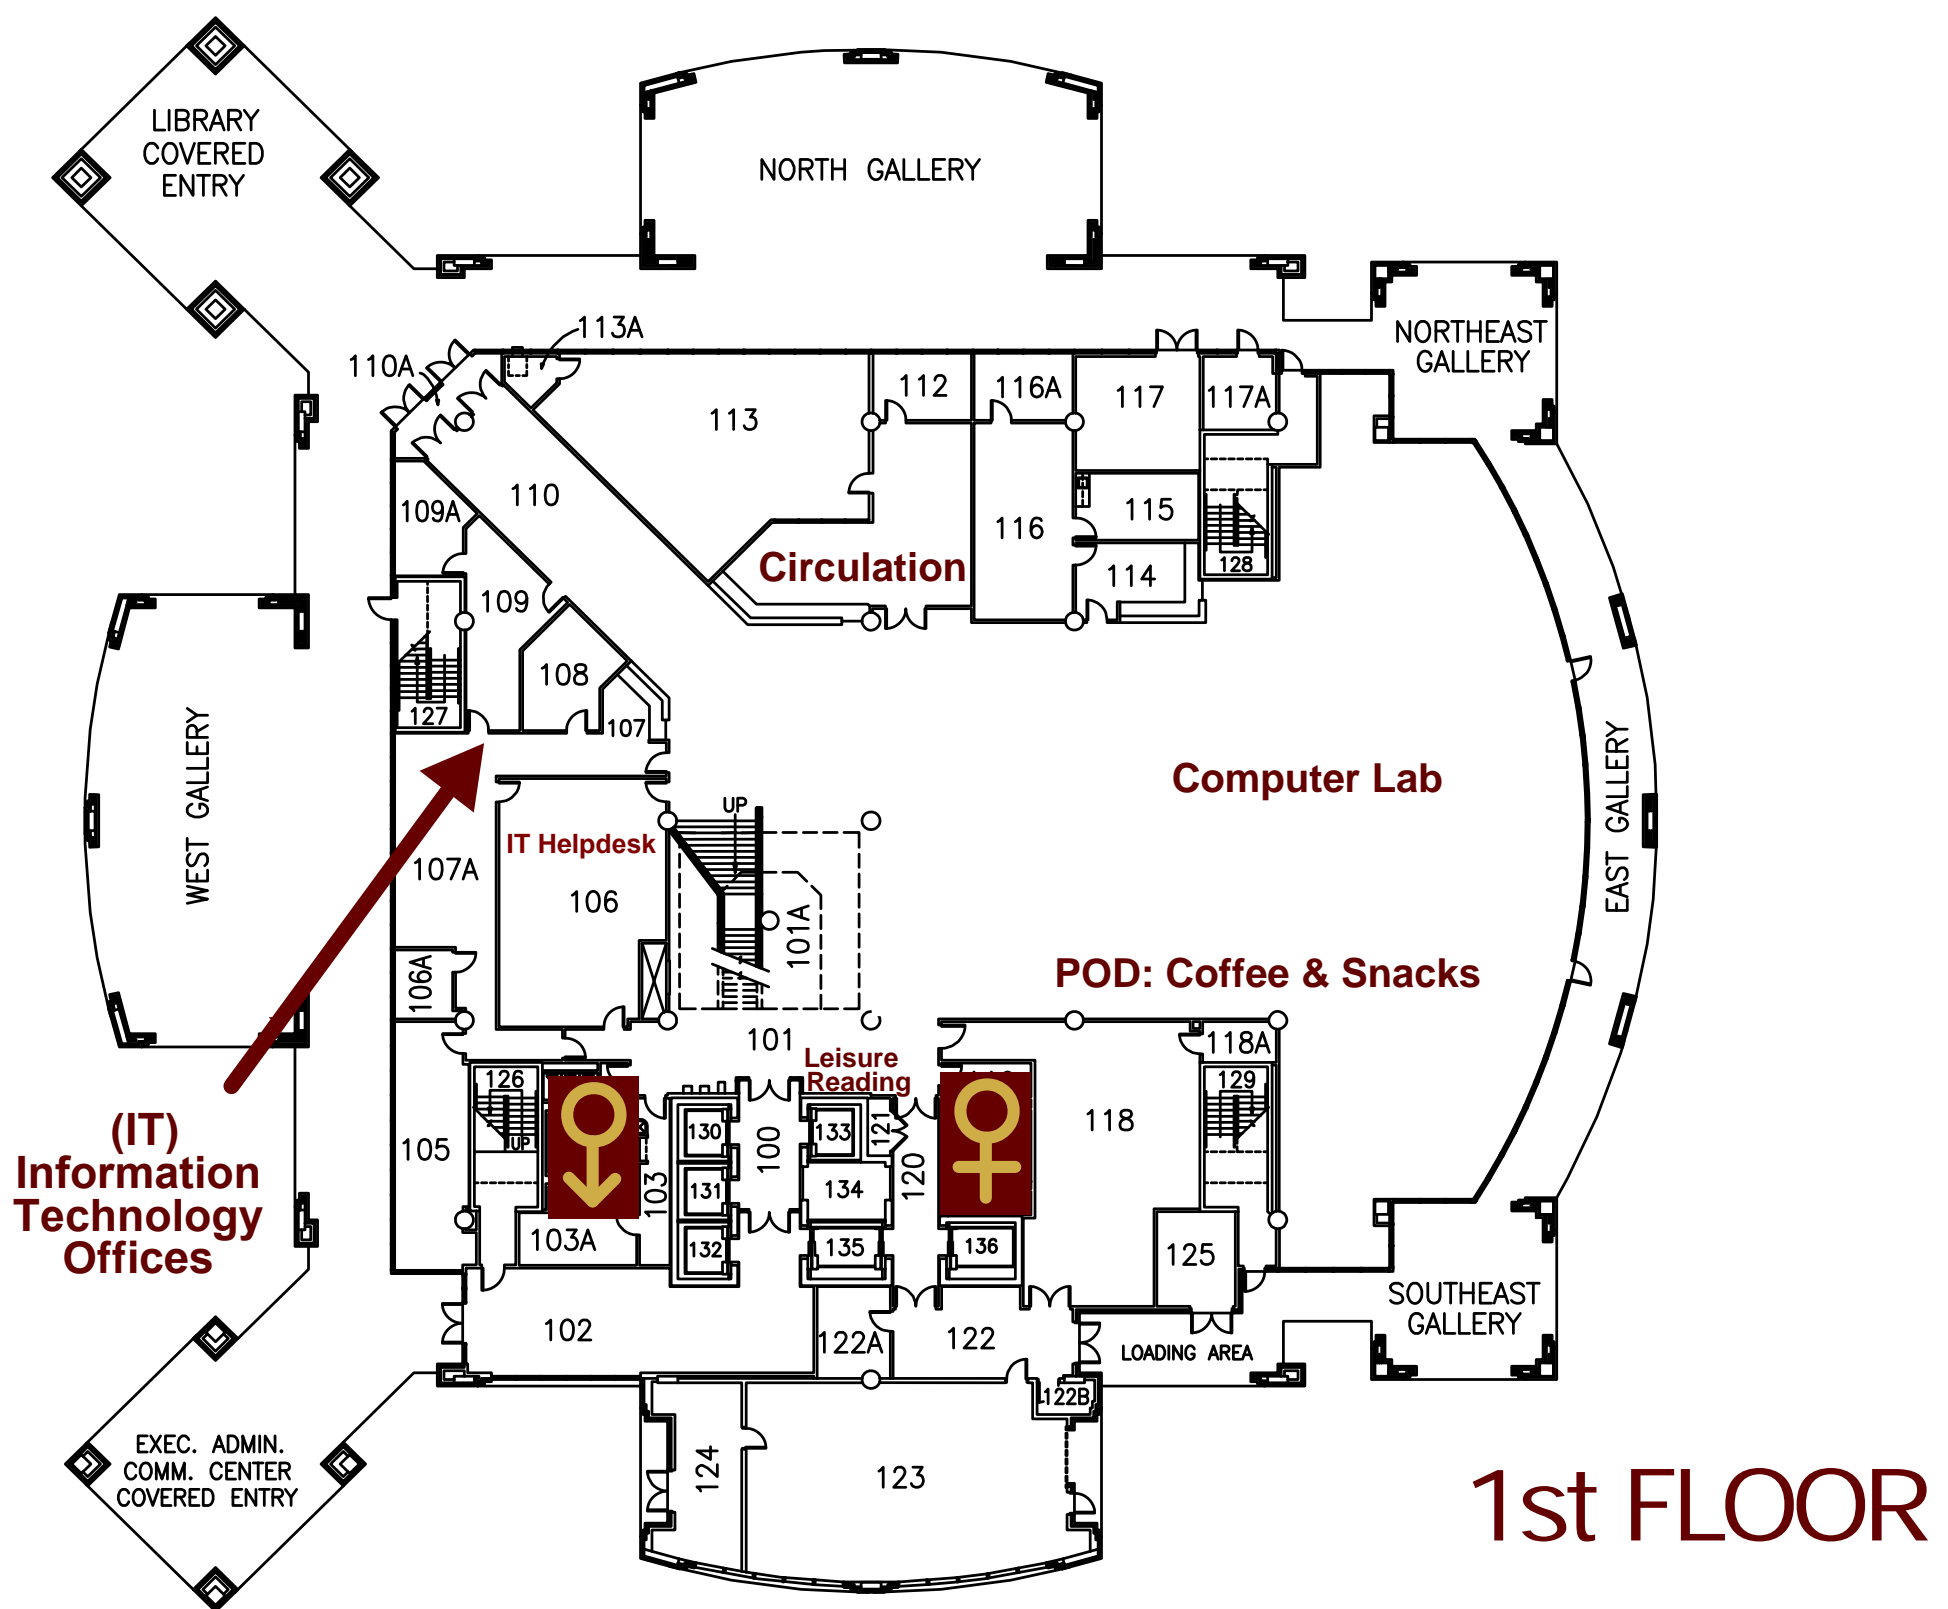 LIBRARY
COVERED
ENTRY
NORTH GALLERY
NORTHEAST
GALLERY
113A
110A
112
116A
117
117A
113
110
109A
116
115
128
114
Circulation
109
108
127
107
WEST GALLERY
EAST GALLERY
Computer Lab
UP
IT Helpdesk
107A
106
101A
106A
POD: Coffee & Snacks
101
Leisure
Reading
118A
126
129
UP
105
130
133
121
118
100
103
131
134
120
103A
132
135
136
125
(IT)
Information
Technology
Offices
102
122A
122
LOADING AREA
SOUTHEAST
GALLERY
122B
EXEC. ADMIN.
COMM. CENTER
COVERED ENTRY
124
123
1st FLOOR